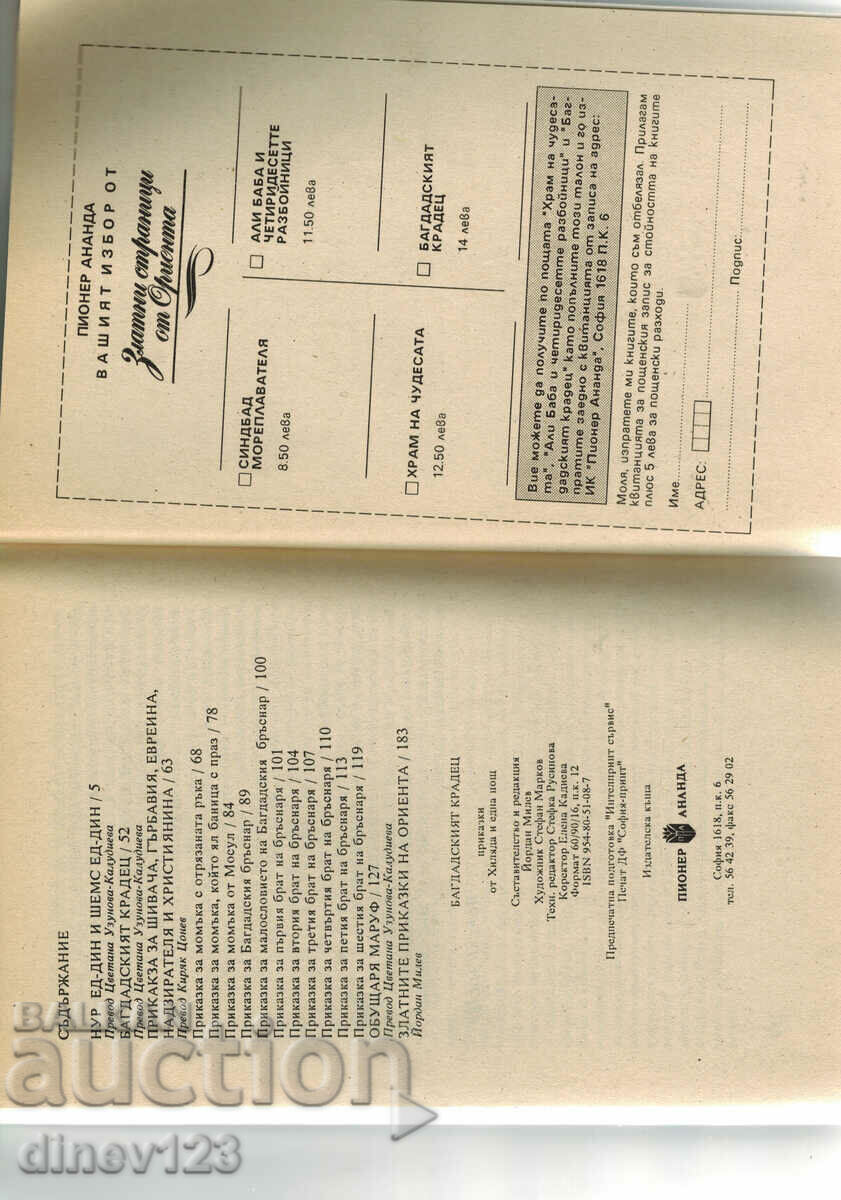 СЪДЪРЖАНИЕ
НУР ЕД-ДИН И ШЕМС ЕД-ДИН / 5
Превод Цветана Узунова-Калудиева
БАГДАДСКИЯТ КРАДЕЦ / 52
Превод Цветана Узунова-Калудиева
ПРИКАКЗА ЗА ШИВАЧА, ГЪРБАВИЯ, ЕВРЕИНА,
НАДЗИРАТЕЛЯ И ХРИСТИЯНИНА / 63
Превод Киряк Цонев
Приказка за момъка с отрязаната ръка / 68
Приказка за момъка, който ял баница с праз / 78
Приказка за момъка от Мосул / 84
Приказка за Багдадския бръснар / 89
Приказка за малословието на Багдадския бръснар / 100
Приказка за първия брат на бръснаря / 101
Приказка за втория брат на бръснаря / 104
Приказка за третия брат на бръснаря / 107
Приказка за четвъртия брат на бръснаря / 110
Приказка за петия брат на бръснаря / 113
Приказка за шестия брат на бръснаря / 119
ОБУЩАРЯ МАРУФ / 127
Превод Цветана Узунова-Калудиева
ЗЛАТНИТЕ ПРИКАЗКИ НА ОРИЕНТА / 183
Йордан Милев
БАГДАДСКИЯТ КРАДЕЦ
приказки
от Хиляда и една нощ
Съставителство и редакция
Йордан Милев
Художник Стефан Марков
Техн. редактор Стефка Русинова
Коректор Елена Кадиева
Формат 60/90/16, п.к. 12
ISBN 954-80-51-08-7
Предпечатна подготовка "Интелпринт сървис"
Печат Дф "София-принт"
Издателска къща
ПИОНЕР АНАНДА
София 1618, п.к. 6
тел. 56 42 39, факс 56 29 02
ПИОНЕР АНАНДА
ВАШИЯТ ИЗБОР ОТ
Златни страници
от Ориента
СИНДБАД
МОРЕПЛАВАТЕЛЯ
8.50 лева
АЛИ БАБА И
ЧЕТИРИДЕСЕТТЕ
РАЗБОЙНИЦИ
11.50 лева
ХРАМ НА ЧУДЕСАТА
12.50 лева
БАГДАДСКИЯТ
КРАДЕЦ
14 лева
Вие можете да получите по пощата "Храм на чудеса-
та", "Али Баба и четиридесетте разбойници" и "Баг-
дадският крадец" като попълните този талон и го из-
пратите заедно с квитанцията от записа на адрес:
ИК "Пионер Ананда", София 1618 П.К. 6
Моля, изпратете ми книгите, които съм отбелязал. Прилагам
квитанцията за пощенския запис за стойността на книгите
плюс 5 лева за пощенски разходи.
Име
АДРЕС:
Подпис
BALKAN
auction
dinev123